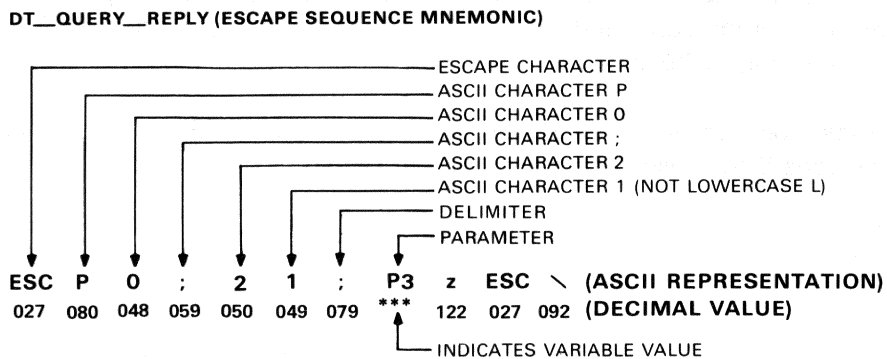 DT__QUERY__REPLY (ESCAPE SEQUENCE MNEMONIC)
ESCAPE CHARACTER
ASCII CHARACTER P
ASCII CHARACTER 0
ASCII CHARACTER ;
ASCII CHARACTER 2
ASCII CHARACTER 1 (NOT LOWERCASE L)
DELIMITER
PARAMETER
ESC P 0 ; 2 1 ; P3 z ESC \ (ASCII REPRESENTATION)
027 080 048 059 050 049 079 *** 122 027 092 (DECIMAL VALUE)
INDICATES VARIABLE VALUE